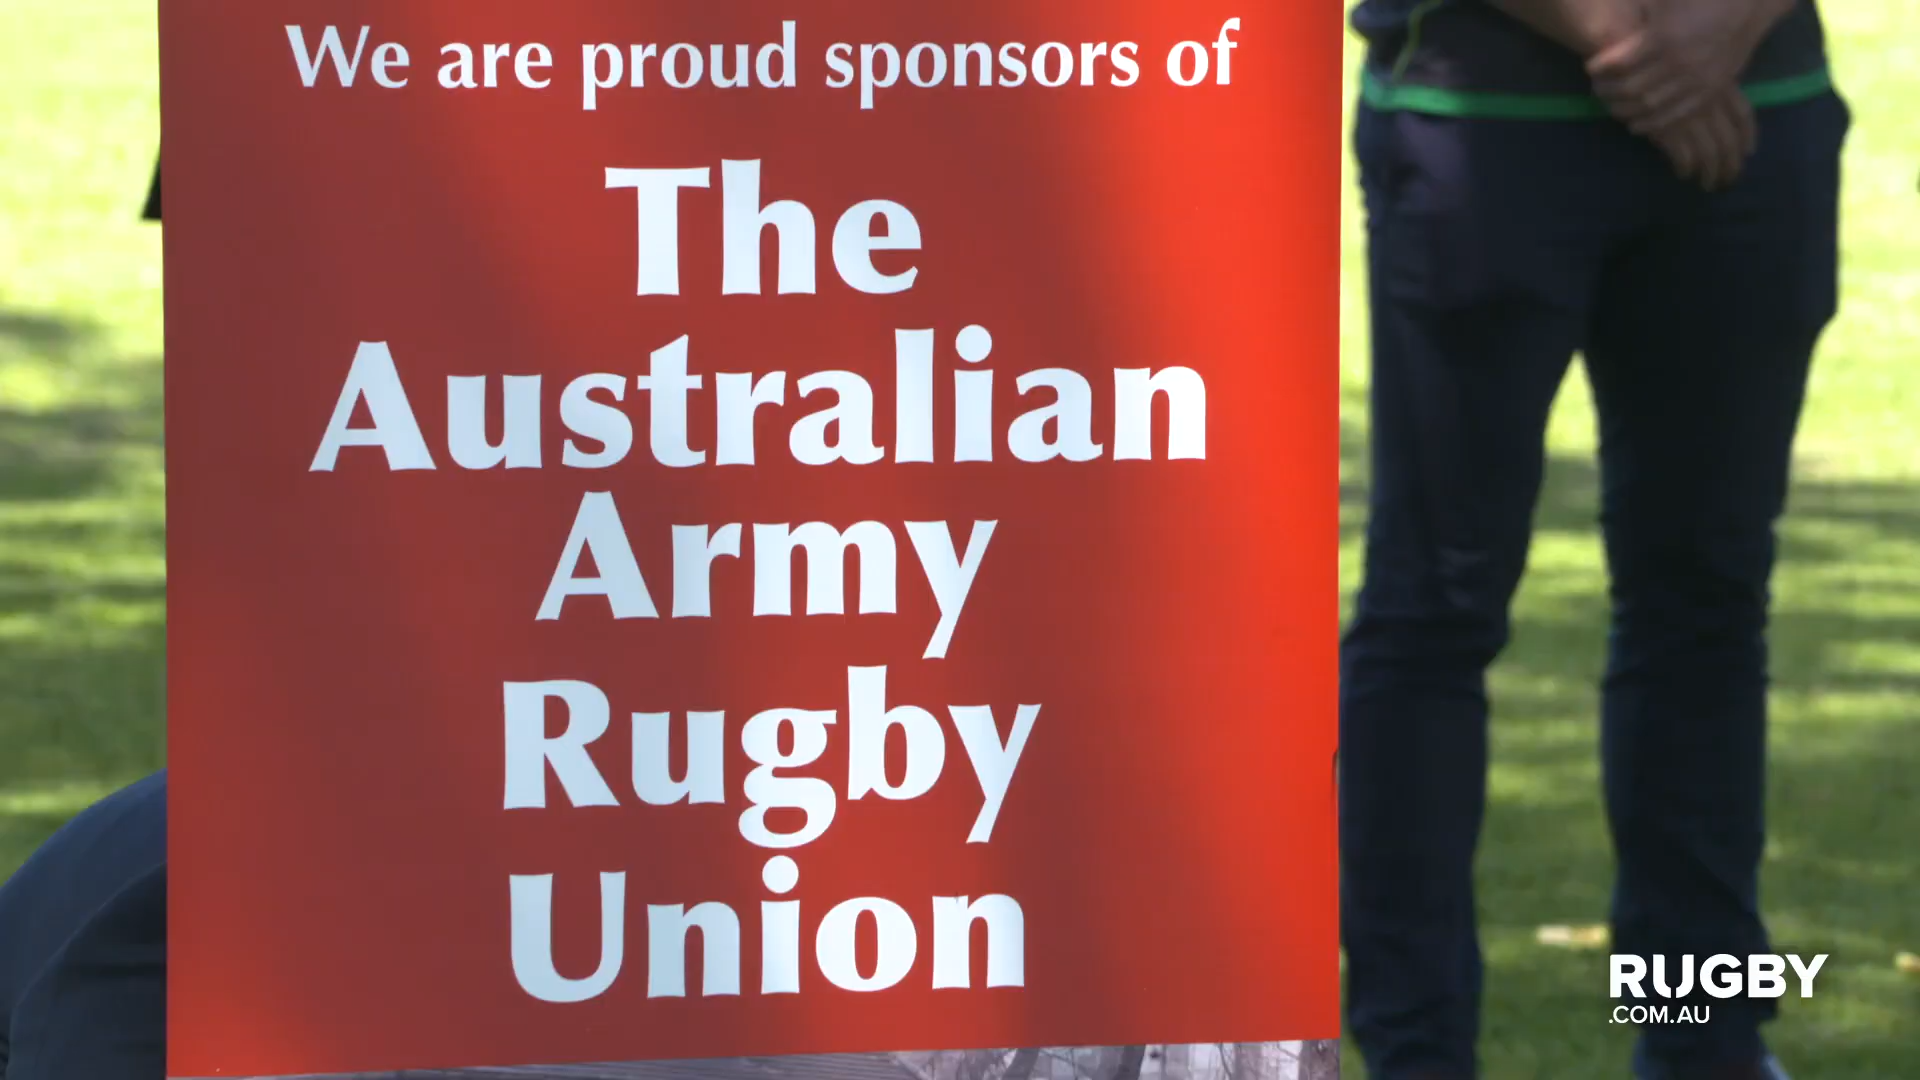 We are proud sponsors of
The
Australian
Army
Rugby
Union
RUGBY
.COM.AU